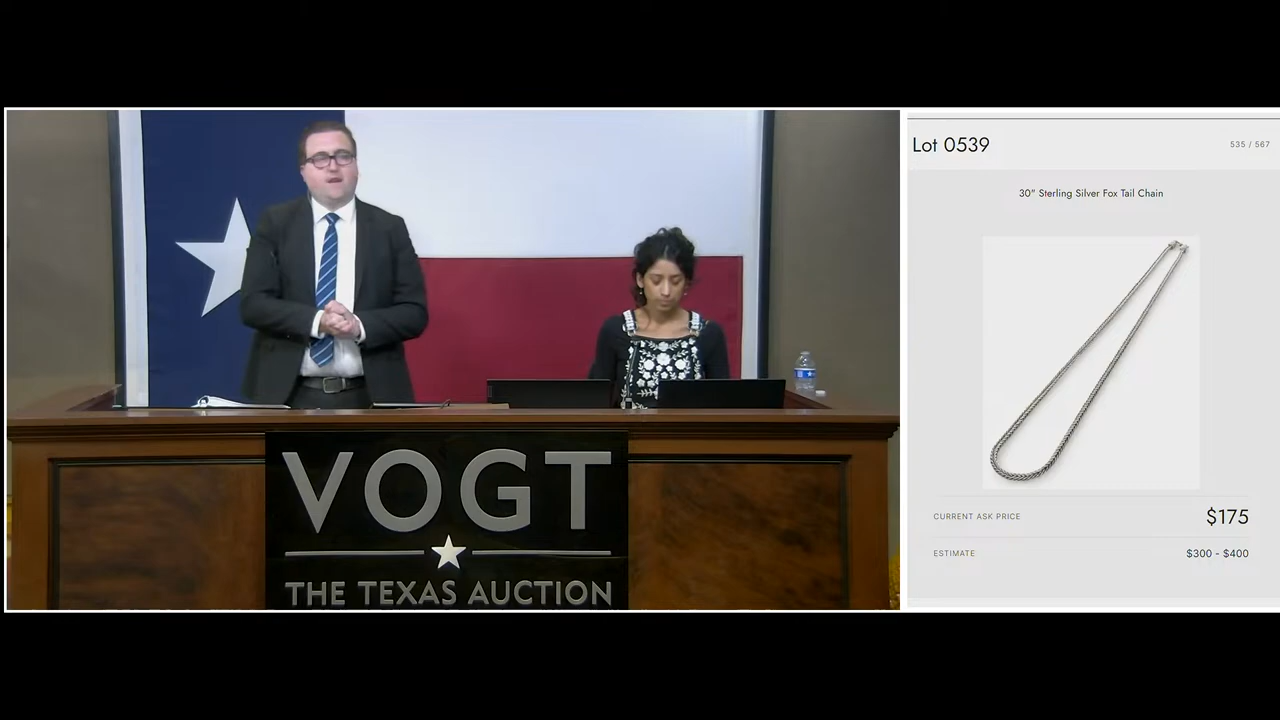 Lot 0539
535 / 567
30" Sterling Silver Fox Tail Chain
CURRENT ASK PRICE
$175
ESTIMATE
$300 - $400
VOGT
THE TEXAS AUCTION